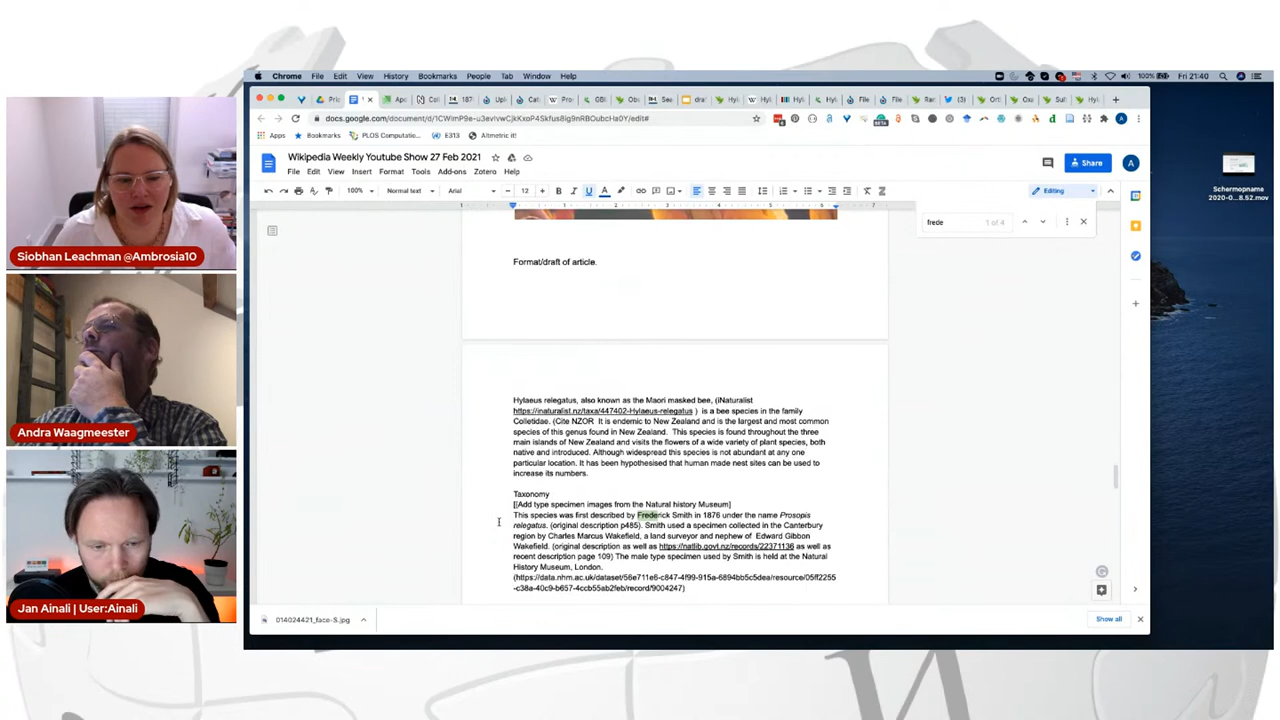 Chrome File Edit View History Bookmarks People Tab Window Help
100% Fri 21:40
docs.google.com/document/d/
Apps Bookmarks PLOS Computatio... E313 Altmetric it!
Wikipedia Weekly Youtube Show 27 Feb 2021
File Edit View Insert Format Tools Add-ons Zotero Help
Share
100% Normal text Arial 12 Editing
frede 1 of 4
Schermopname
2020-0...8.52.mov
Format/draft of article.
Hylaeus relegatus, also known as the Maori masked bee, (iNaturalist
https://inaturalist.nz/taxa/447402-Hylaeus-relegatus ) is a bee species in the family
Colletidae. (Cite NZOR It is endemic to New Zealand and is the largest and most common
species of this genus found in New Zealand. This species is found throughout the three
main islands of New Zealand and visits the flowers of a wide variety of plant species, both
native and introduced. Although widespread this species is not abundant at any one
particular location. It has been hypothesised that human made nest sites can be used to
increase its numbers.
Taxonomy
[[Add type specimen images from the Natural history Museum]
This species was first described by Frederick Smith in 1876 under the name Prosopis
relegatus. (original description p485). Smith used a specimen collected in the Canterbury
region by Charles Marcus Wakefield, a land surveyor and nephew of Edward Gibbon
Wakefield. (original description as well as https://natlib.govt.nz/records/22371136 as well as
recent description page 109) The male type specimen used by Smith is held at the Natural
History Museum, London.
(https://data.nhm.ac.uk/dataset/56e711e6-c847-4f99-915a-6894bb5c5dea/resource/05ff2255
-c38a-40c9-b657-4ccb55ab2feb/record/9004247)
014024421_face-S.jpg
Show all
Siobhan Leachman @Ambrosia10
Andra Waagmeester
Jan Ainali | User:Ainali